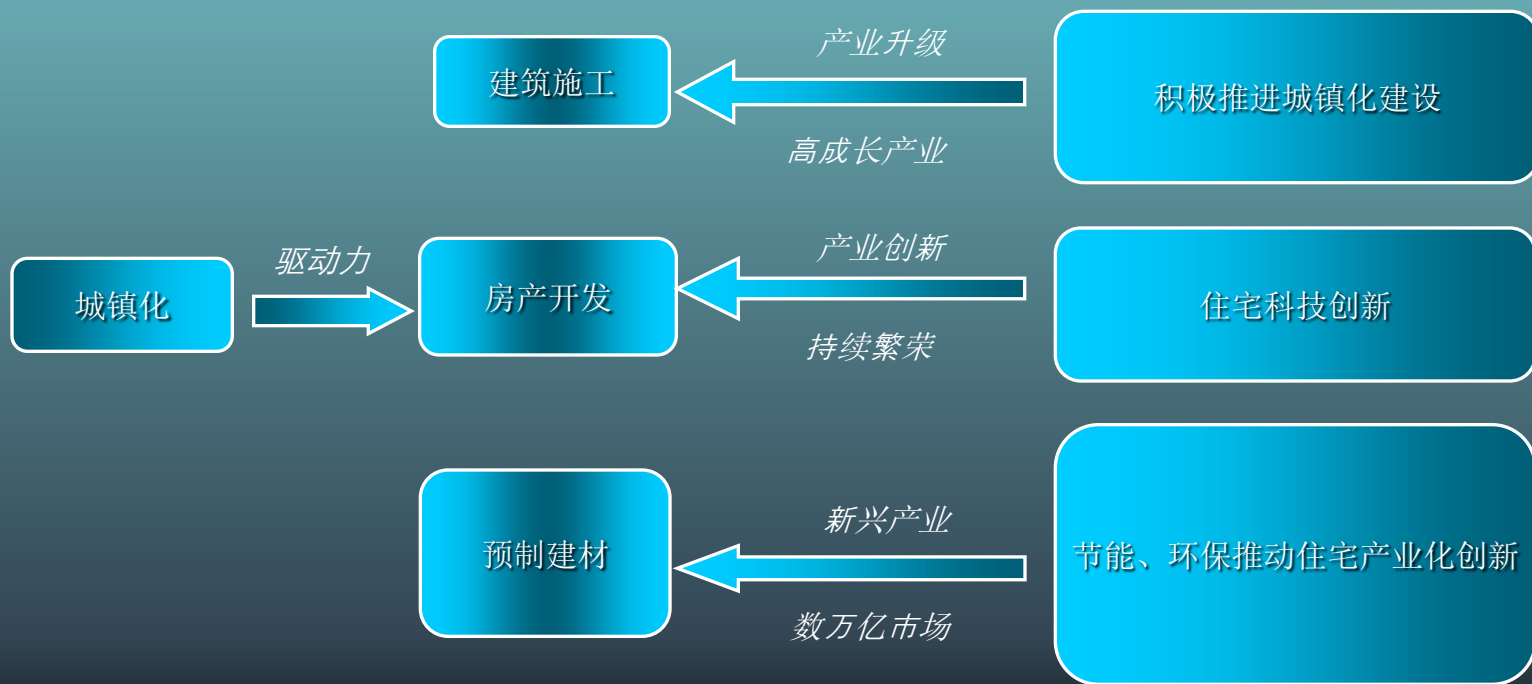 建筑施工
产业升级
高成长产业
积极推进城镇化建设
城镇化
驱动力
房产开发
产业创新
持续繁荣
住宅科技创新
预制建材
新兴产业
数万亿市场
节能、环保推动住宅产业化创新